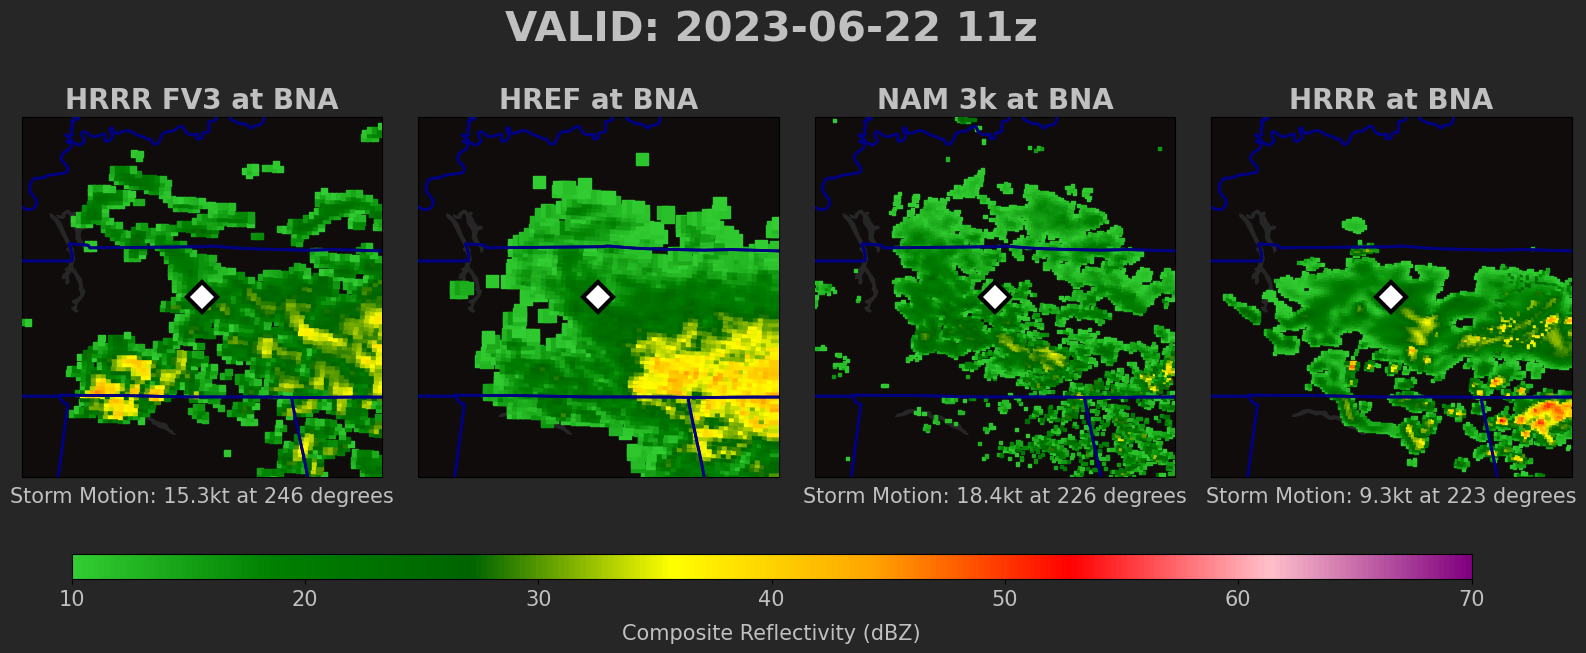 VALID: 2023-06-22 11z
HRRR FV3 at BNA
HREF at BNA
NAM 3k at BNA
HRRR at BNA
Storm Motion: 15.3kt at 246 degrees
Storm Motion: 18.4kt at 226 degrees
Storm Motion: 9.3kt at 223 degrees
10 20 30 40 50 60 70
Composite Reflectivity (dBZ)